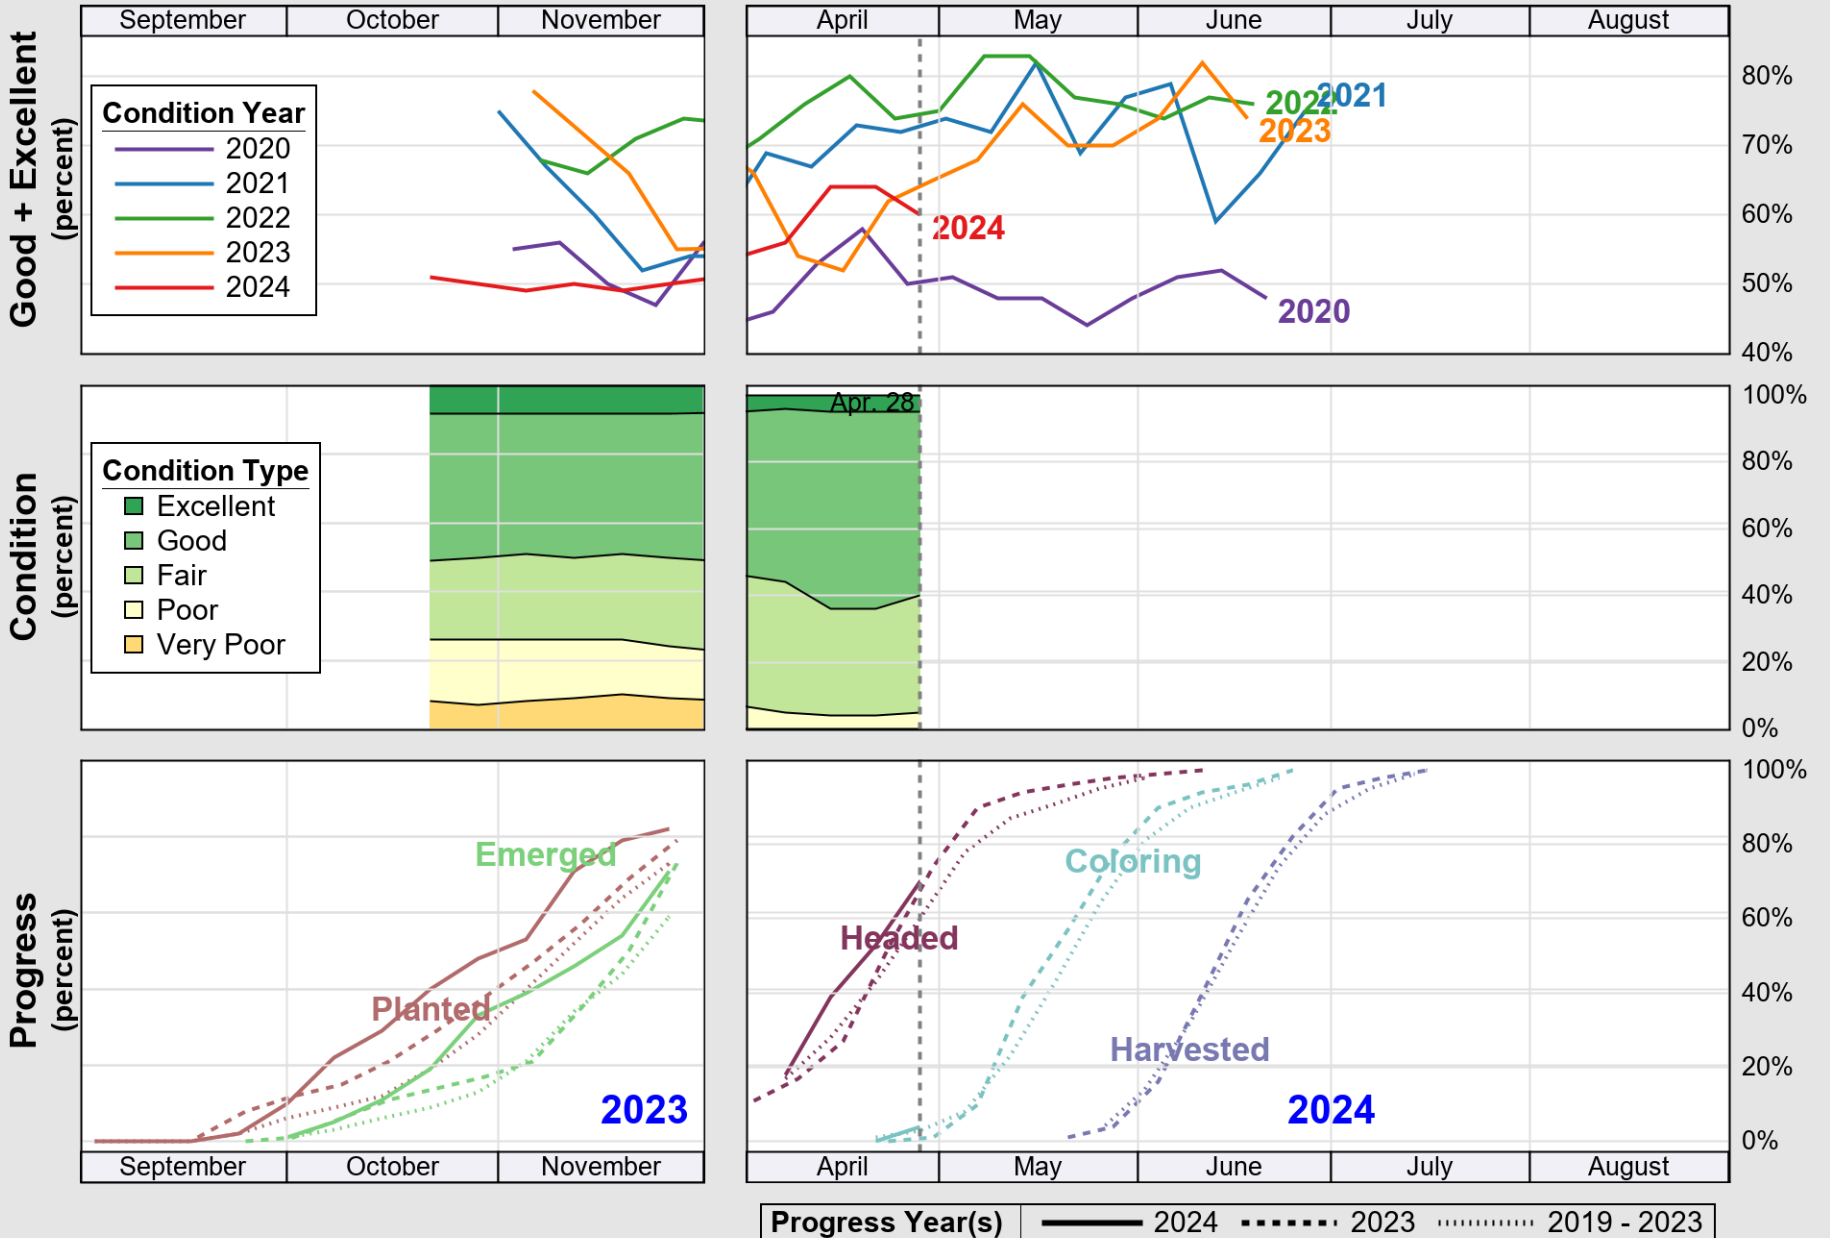 September October November April May June July August
Good + Excellent
(percent)
Condition Year
2020
2021
2022
2023
2024
2022
2021
2023
2024
2020
80%
70%
60%
50%
40%
Condition
(percent)
Condition Type
Excellent
Good
Fair
Poor
Very Poor
Apr. 28
100%
80%
60%
40%
20%
0%
Progress
(percent)
Emerged
Planted
2023
Headed
Coloring
Harvested
2024
100%
80%
60%
40%
20%
0%
September October November April May June July August
Progress Year(s) 2024 2023 2019 - 2023